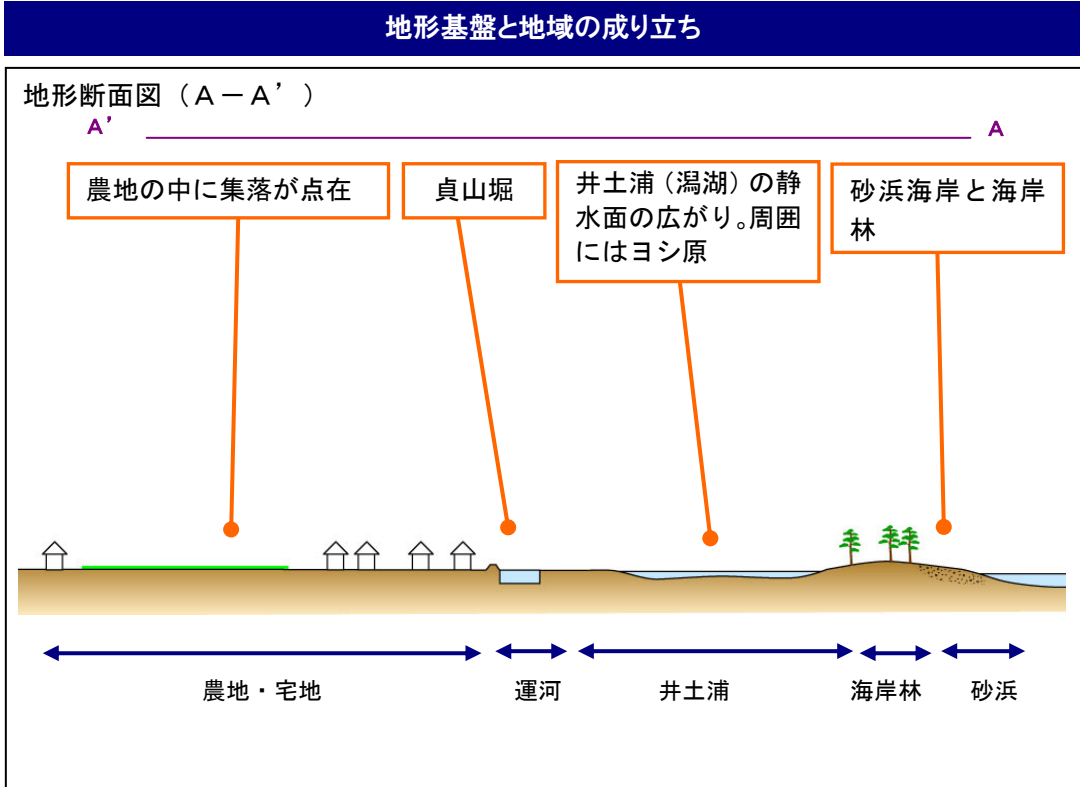 地形基盤と地域の成り立ち
地形断面図（A－A’）
A’
A
農地の中に集落が点在
貞山堀
井土浦（潟湖）の静
水面の広がり。周囲
にはヨシ原
砂浜海岸と海岸
林
農地・宅地
運河
井土浦
海岸林
砂浜